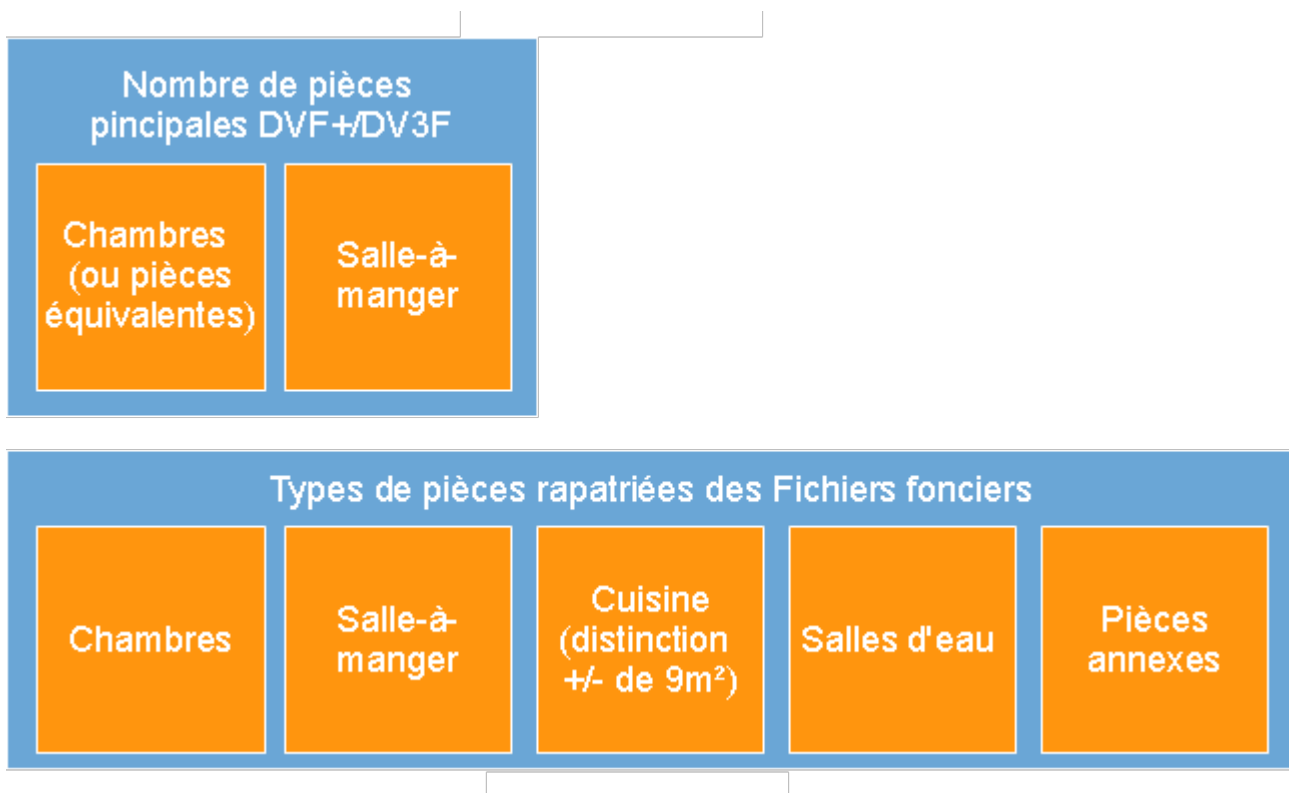 Nombre de pièces
pincipales DVF+/DV3F
Chambres
(ou pièces
équivalentes)
Salle-à-
manger
Types de pièces rapatriées des Fichiers fonciers
Chambres
Salle-à-
manger
Cuisine
(distinction
+/- de 9m²)
Salles d'eau
Pièces
annexes